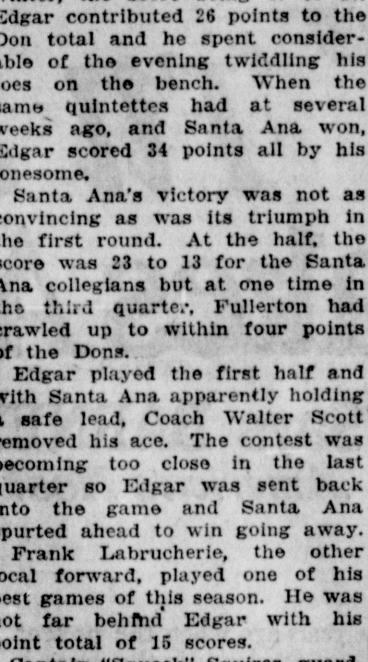 Edgar contributed 26 points to the
Don total and he spent consider-
able of the evening twiddling his
toes on the bench. When the
same quintettes had at several
weeks ago, and Santa Ana won,
Edgar scored 34 points all by his
lonesome.
Santa Ana's victory was not as
convincing as was its triumph in
the first round. At the half, the
score was 23 to 13 for the Santa
Ana collegians but at one time in
the third quarter, Fullerton had
crawled up to within four points
of the Dons.
Edgar played the first half and
with Santa Ana apparently holding
a safe lead, Coach Walter Scott
removed his ace. The contest was
becoming too close in the last
quarter so Edgar was sent back
into the game and Santa Ana
spurted ahead to win going away.
Frank Labrucherie, the other
local forward, played one of his
best games of this season. He was
not far behind Edgar with his
point total of 15 scores.